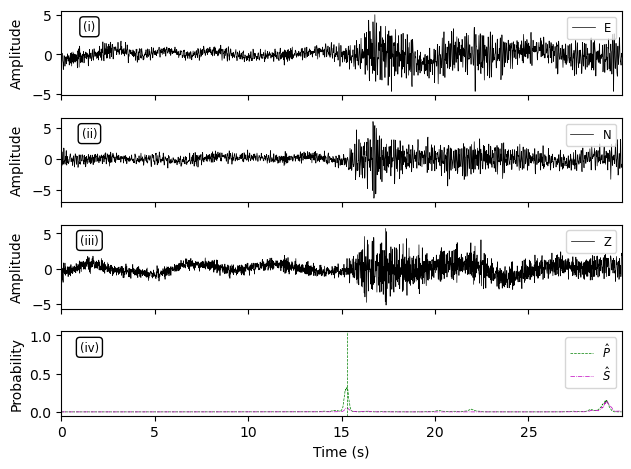 Amplitude
5
0
−5
(i)
E
Amplitude
5
0
−5
(ii)
N
Amplitude
5
0
−5
(iii)
Z
Probability
1.0
0.5
0.0
(iv)
P̂
Ŝ
0 5 10 15 20 25
Time (s)